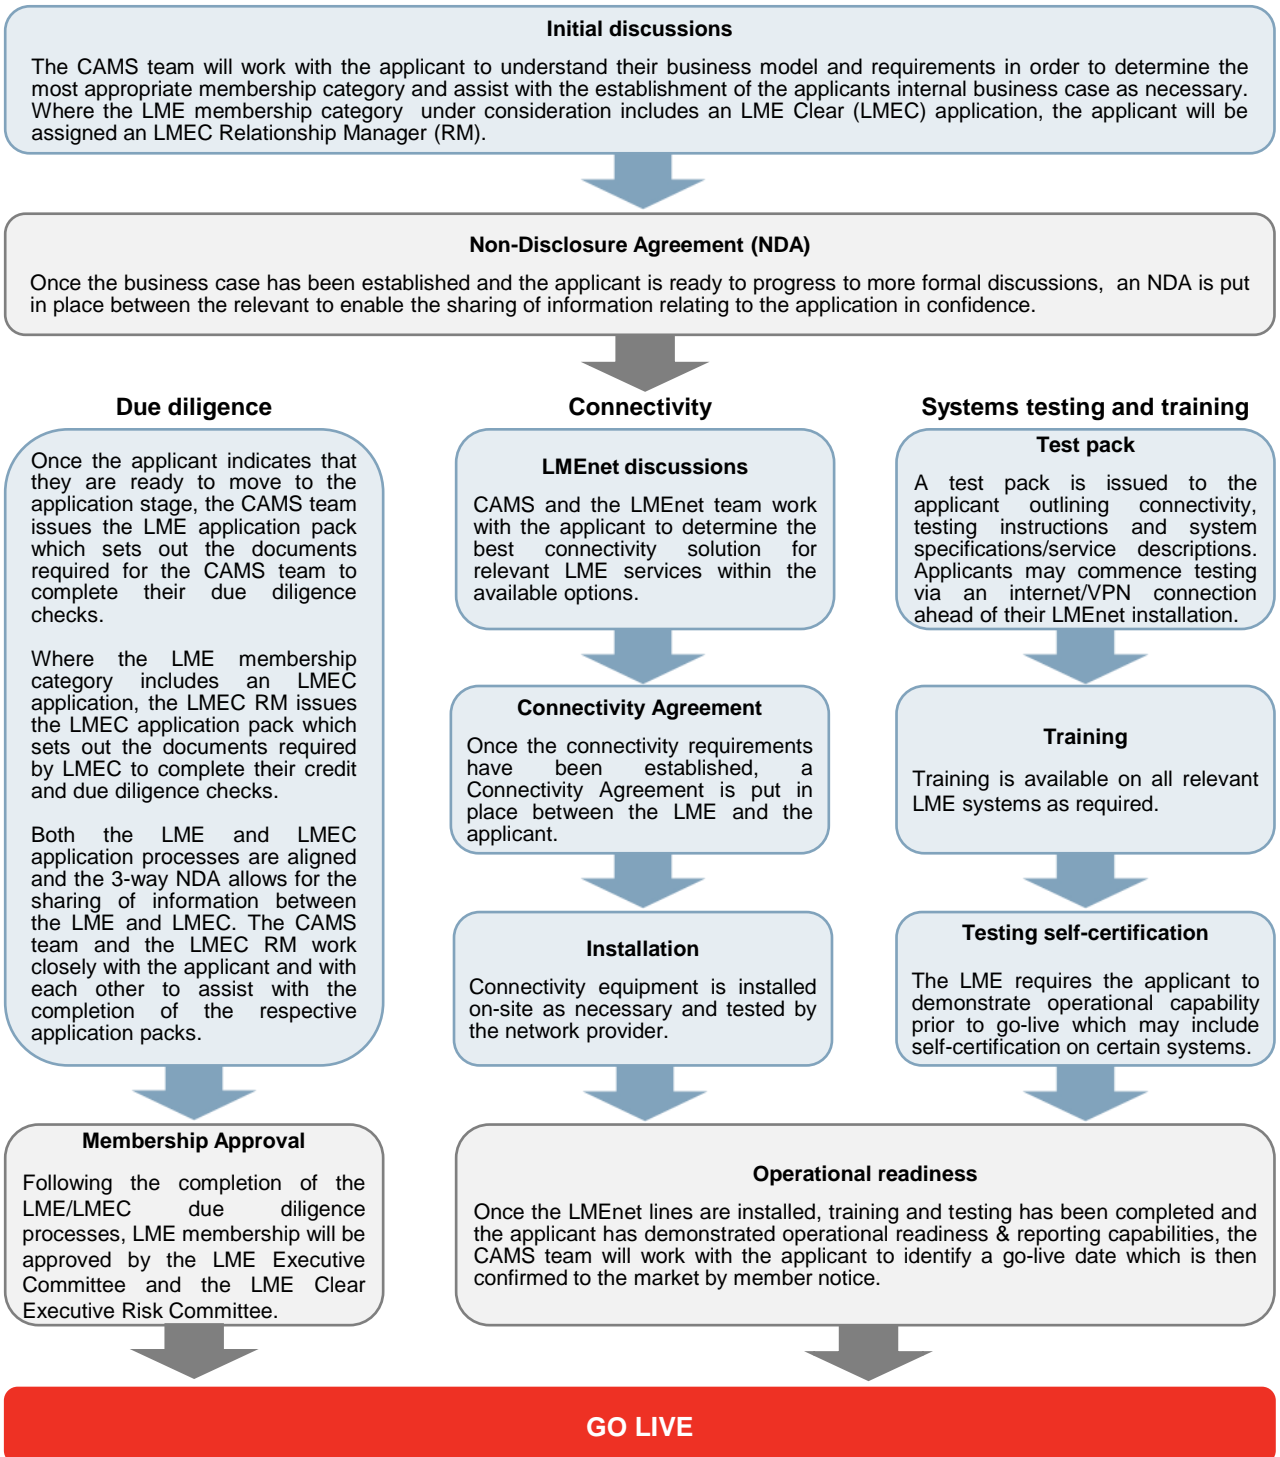 Initial discussions
The CAMS team will work with the applicant to understand their business model and requirements in order to determine the
most appropriate membership category and assist with the establishment of the applicants internal business case as necessary.
Where the LME membership category under consideration includes an LME Clear (LMEC) application, the applicant will be
assigned an LMEC Relationship Manager (RM).
Non-Disclosure Agreement (NDA)
Once the business case has been established and the applicant is ready to progress to more formal discussions, an NDA is put
in place between the relevant to enable the sharing of information relating to the application in confidence.
Due diligence
Once the applicant indicates that
they are ready to move to the
application stage, the CAMS team
issues the LME application pack
which sets out the documents
required for the CAMS team to
complete their due diligence
checks.
Where the LME membership
category includes an LMEC
application, the LMEC RM issues
the LMEC application pack which
sets out the documents required
by LMEC to complete their credit
and due diligence checks.
Both the LME and LMEC
application processes are aligned
and the 3-way NDA allows for the
sharing of information between
the LME and LMEC. The CAMS
team and the LMEC RM work
closely with the applicant and with
each other to assist with the
completion of the respective
application packs.
Membership Approval
Following the completion of the
LME/LMEC due diligence
processes, LME membership will be
approved by the LME Executive
Committee and the LME Clear
Executive Risk Committee.
Connectivity
LMEnet discussions
CAMS and the LMEnet team work
with the applicant to determine the
best connectivity solution for
relevant LME services within the
available options.
Connectivity Agreement
Once the connectivity requirements
have been established, a
Connectivity Agreement is put in
place between the LME and the
applicant.
Installation
Connectivity equipment is installed
on-site as necessary and tested by
the network provider.
Systems testing and training
Test pack
A test pack is issued to the
applicant outlining connectivity,
testing instructions and system
specifications/service descriptions.
Applicants may commence testing
via an internet/VPN connection
ahead of their LMEnet installation.
Training
Training is available on all relevant
LME systems as required.
Testing self-certification
The LME requires the applicant to
demonstrate operational capability
prior to go-live which may include
self-certification on certain systems.
Operational readiness
Once the LMEnet lines are installed, training and testing has been completed and
the applicant has demonstrated operational readiness & reporting capabilities, the
CAMS team will work with the applicant to identify a go-live date which is then
confirmed to the market by member notice.
GO LIVE